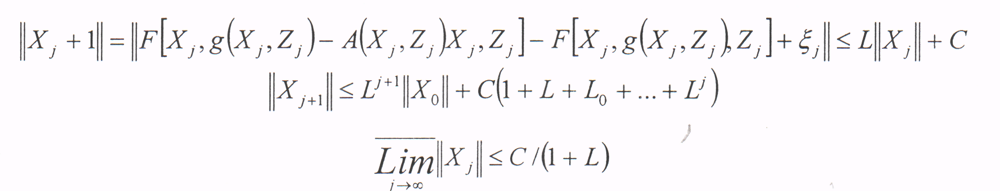 ‖X_j + 1‖ = ‖F[X_j, g(X_j, Z_j) − A(X_j, Z_j)X_j, Z_j] − F[X_j, g(X_j, Z_j), Z_j] + ξ_j‖ ≤ L‖X_j‖ + C
‖X_{j+1}‖ ≤ L^{j+1}‖X_0‖ + C(1 + L + L_0 + ... + L^j)
\overline{Lim}_{j→∞}‖X_j‖ ≤ C/(1 + L)